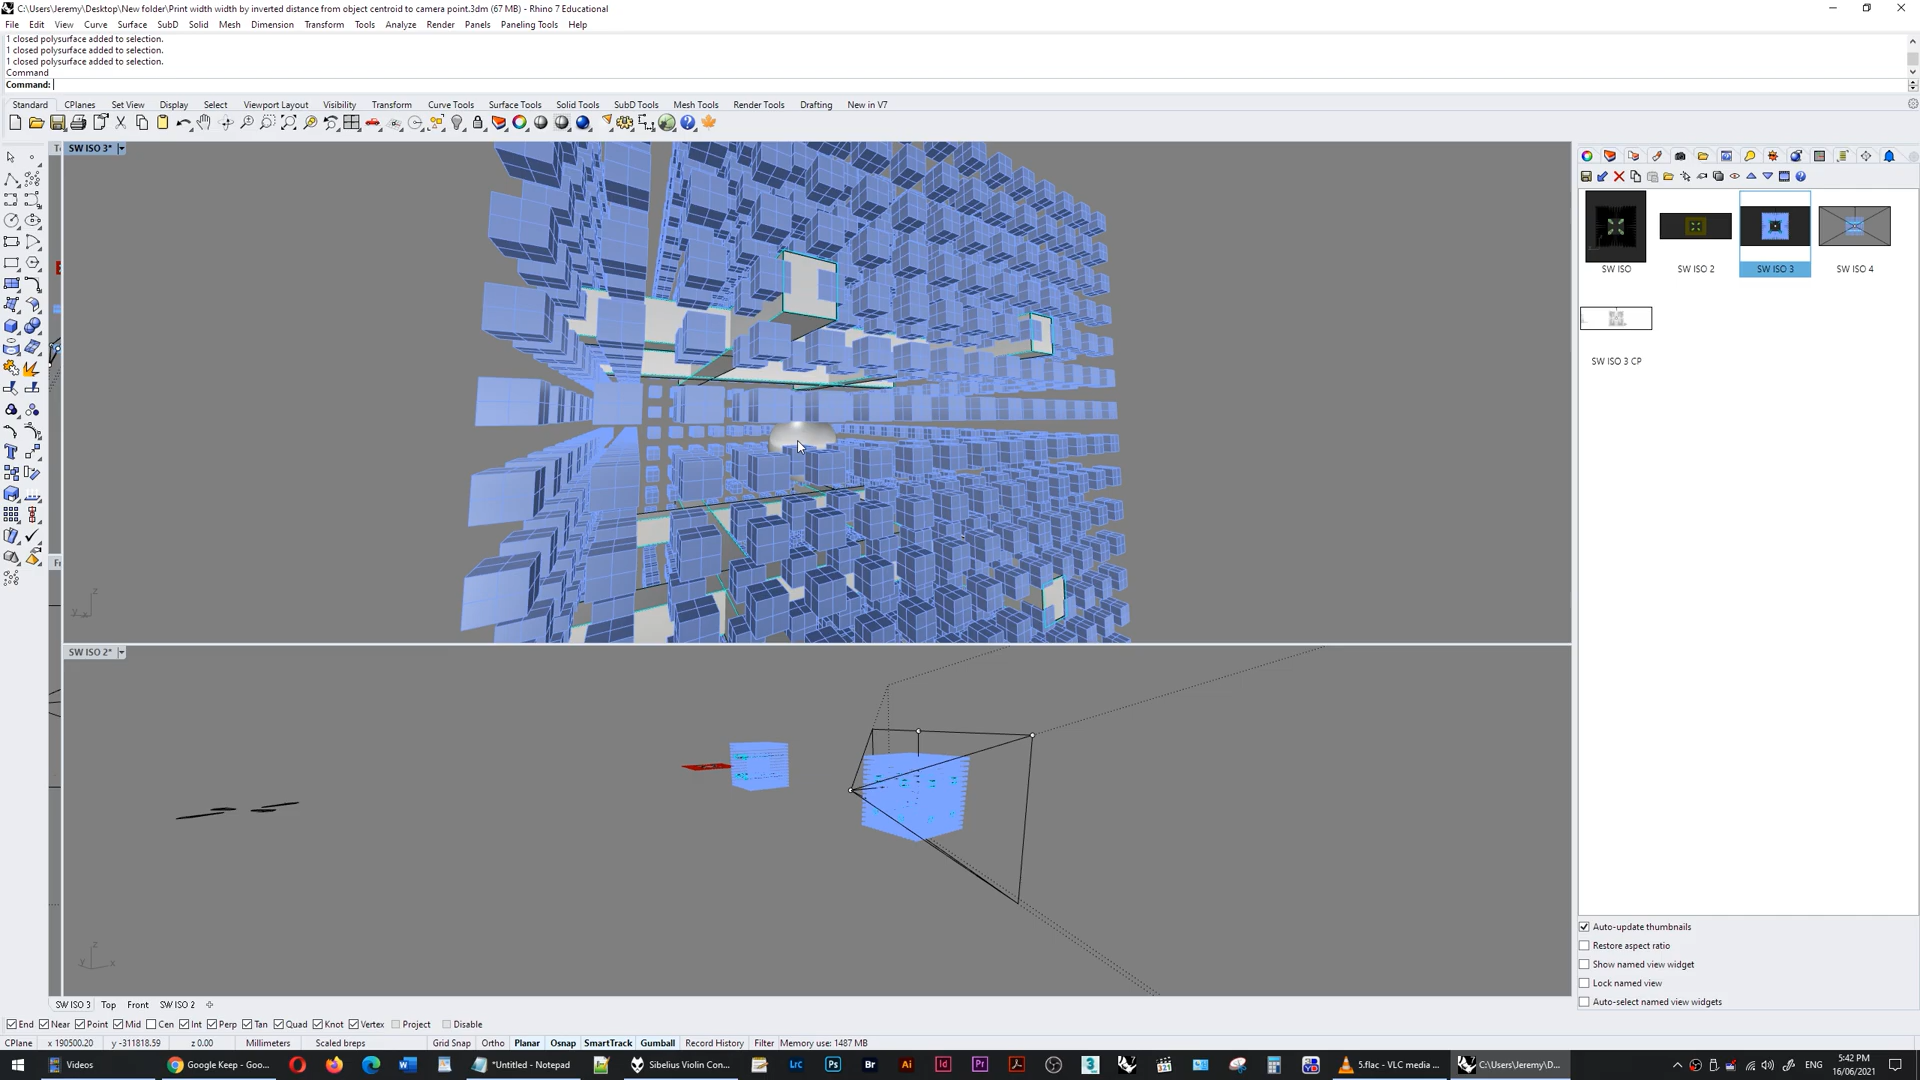 C:\Users\Jeremy\Desktop\New folder\Print width width by inverted distance from object centroid to camera point.3dm (67 MB) - Rhino 7 Educational
File Edit View Curve Surface SubD Solid Mesh Dimension Transform Tools Analyze Render Panels Paneling Tools Help
1 closed polysurface added to selection.
1 closed polysurface added to selection.
1 closed polysurface added to selection.
Command
Command:
Standard CPlanes Set View Display Select Viewport Layout Visibility Transform Curve Tools Surface Tools Solid Tools SubD Tools Mesh Tools Render Tools Drafting New in V7
SW ISO 3*
SW ISO SW ISO 2 SW ISO 3 SW ISO 4
SW ISO 3 CP
z
y x
SW ISO 2*
z
y x
Auto-update thumbnails
Restore aspect ratio
Show named view widget
Lock named view
Auto-select named view widgets
SW ISO 3 Top Front SW ISO 2
End Near Point Mid Cen Int Perp Tan Quad Knot Vertex Project Disable
CPlane x 190500.20 y -311818.59 z 0.00 Millimeters Scaled breps Grid Snap Ortho Planar Osnap SmartTrack Gumball Record History Filter Memory use: 1487 MB
Videos Google Keep - Goo... *Untitled - Notepad Sibelius Violin Con... 5.flac - VLC media ... C:\Users\Jeremy\D... ENG 5:42 PM
16/06/2021